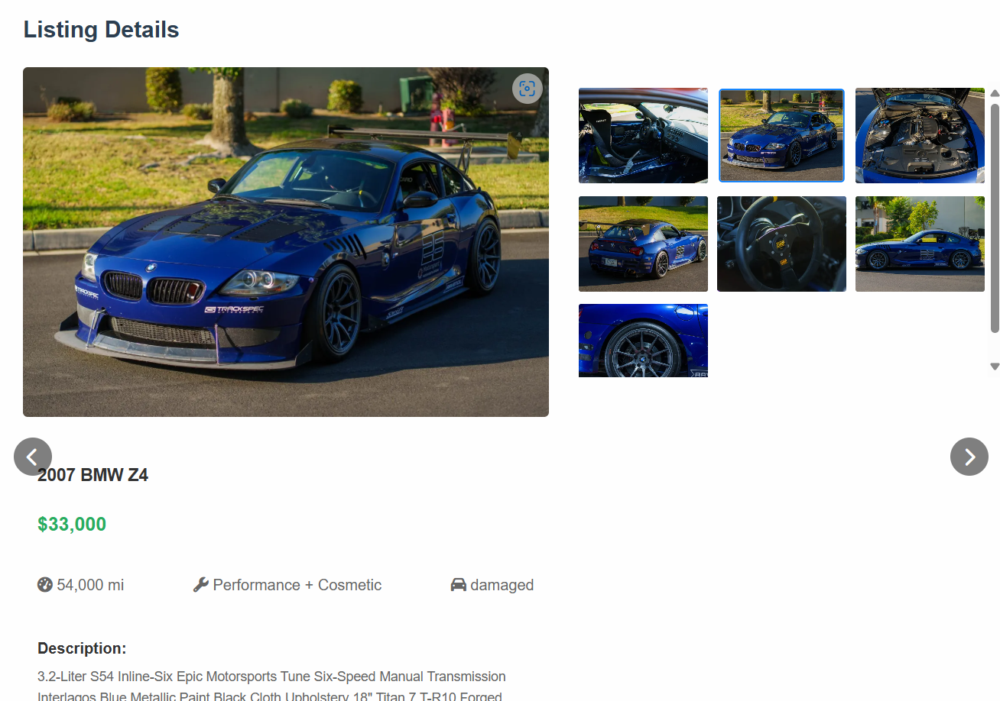 Listing Details
TRACKSPEC
TRACKSPEC
MOTORSPORTS
2007 BMW Z4
$33,000
54,000 mi
Performance + Cosmetic
damaged
Description:
3.2-Liter S54 Inline-Six Epic Motorsports Tune Six-Speed Manual Transmission
Interlagos Blue Metallic Paint Black Cloth Upholstery 18" Titan 7 T-R10 Forged